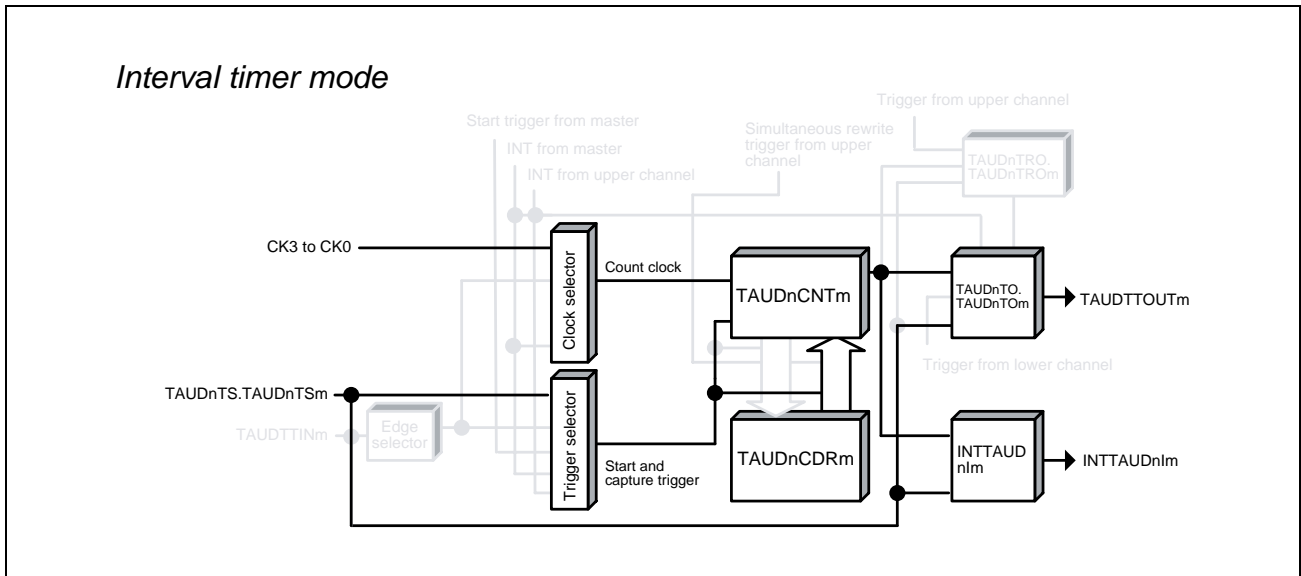 Interval timer mode
Trigger from upper channel
Start trigger from master
Simultaneous rewrite
trigger from upper
channel
INT from master
INT from upper channel
TAUDnTRO.
TAUDnTROm
CK3 to CK0
Clock selector
Count clock
TAUDnCNTm
TAUDnTO.
TAUDnTOm
TAUDTTOUTm
Trigger from lower channel
TAUDnTS.TAUDnTSm
TAUDTTINm
Edge
selector
Trigger selector
Start and
capture trigger
TAUDnCDRm
INTTAUD
nIm
INTTAUDnIm